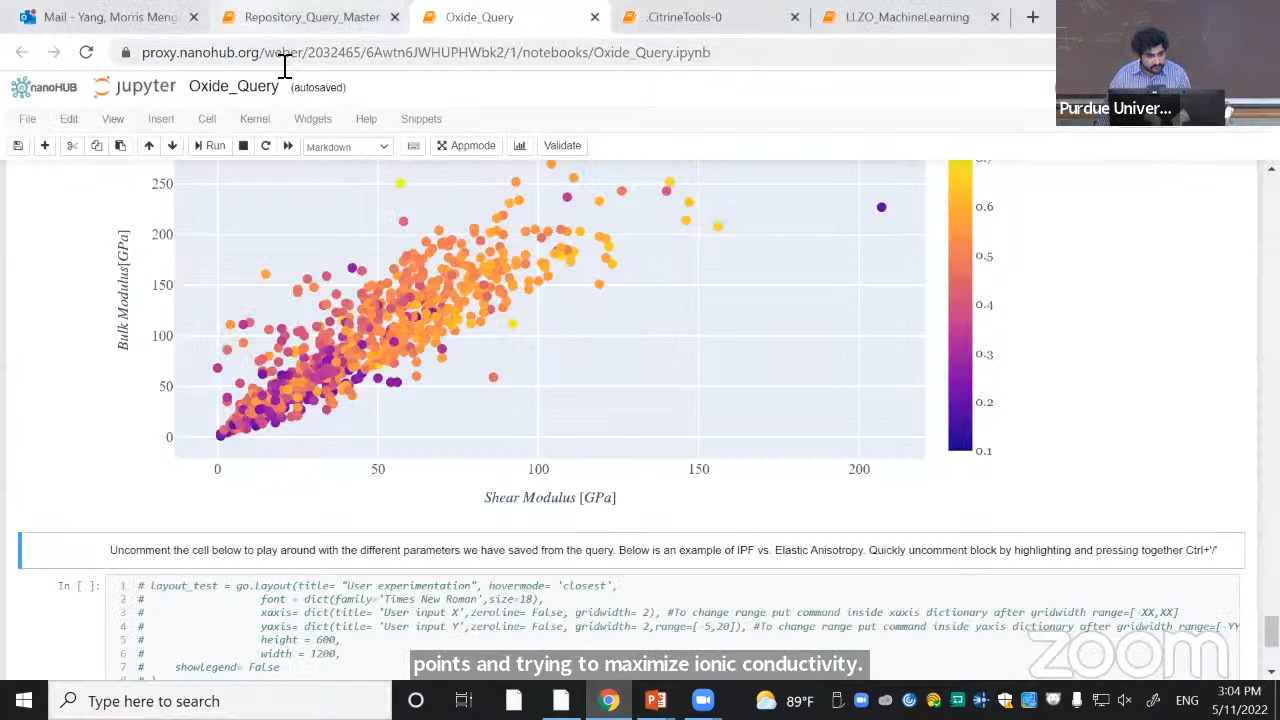 Mail - Yang, Morris Meng
Repository_Query_Master
Oxide_Query
.CitrineTools-0
LLZO_MachineLearning
proxy.nanohub.org/weber/2032465/6Awtn6JWHUPHWbk2/1/notebooks/Oxide_Query.ipynb
nanoHUB
jupyter
Oxide_Query
(autosaved)
File Edit View Insert Cell Kernel Widgets Help Snippets
Run
Markdown
Appmode
Validate
Purdue Univer...
250
200
150
100
50
0
Bulk Modulus[GPa]
0 50 100 150 200
Shear Modulus [GPa]
0.6
0.5
0.4
0.3
0.2
0.1
Uncomment the cell below to play around with the different parameters we have saved from the query. Below is an example of IPF vs. Elastic Anisotropy. Quickly uncomment block by highlighting and pressing together Ctrl+'/"
In [ ]:
1 # layout_test = go.layout(title= "User experimentation", hovermode= 'closest',
2 # font = dict(family='Times New Roman',size=18),
3 # xaxis= dict(title= 'User input X',zeroline= False, gridwidth= 2), #To change range put command inside xaxis dictionary after gridwidth range=[ XX,XX]
4 # yaxis= dict(title= 'User input Y',zeroline= False, gridwidth= 2,range=[ 5,20]), #To change range put command inside yaxis dictionary after gridwidth range=[ YY
5 # height = 600,
6 # width = 1200,
7 # showlegend= False
zoom
points and trying to maximize ionic conductivity.
Type here to search
89°F
ENG
3:04 PM
5/11/2022